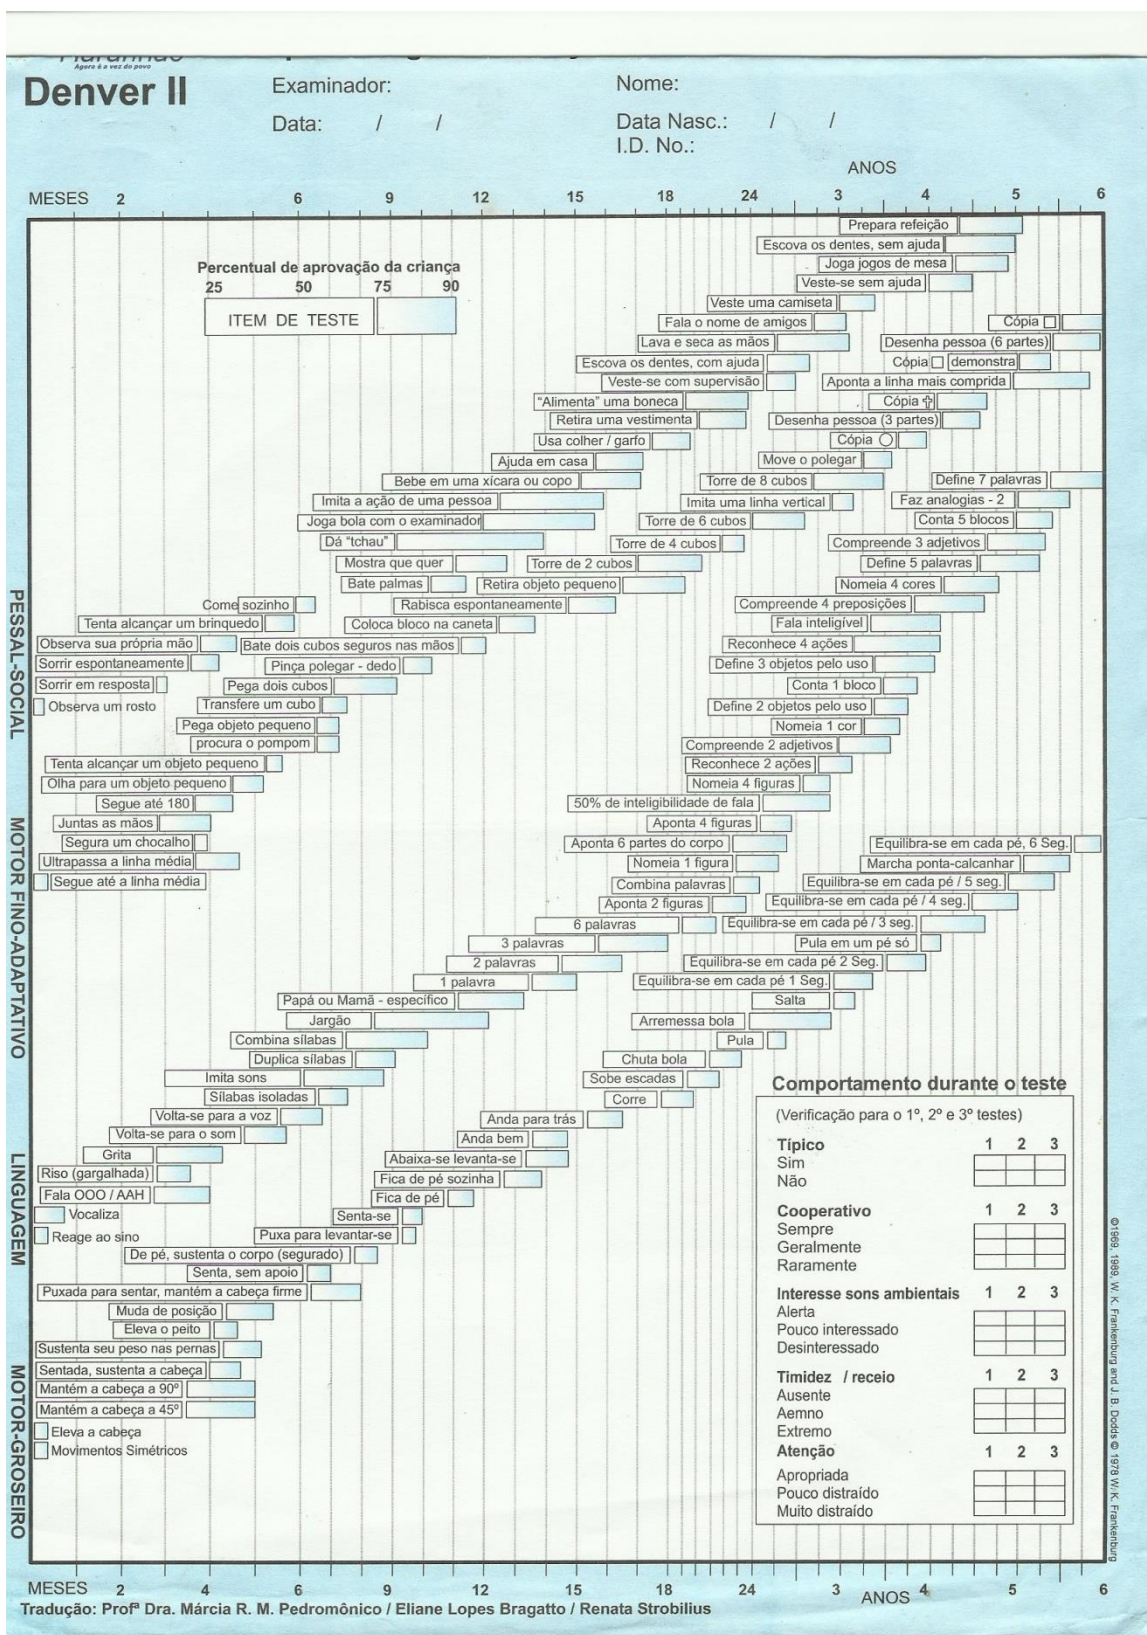 Agora é a vez do povo
Denver II
Examinador:
Nome:
Data: / /
Data Nasc.: / /
I.D. No.:
ANOS
MESES 2 6 9 12 15 18 24 3 4 5 6
Prepara refeição
Escova os dentes, sem ajuda
Joga jogos de mesa
Percentual de aprovação da criança
25 50 75 90
ITEM DE TESTE
Veste-se sem ajuda
Veste uma camiseta
Fala o nome de amigos
Cópia □
Lava e seca as mãos
Desenha pessoa (6 partes)
Escova os dentes, com ajuda
Cópia □ demonstra
Veste-se com supervisão
Aponta a linha mais comprida
“Alimenta” uma boneca
Cópia ✞
Retira uma vestimenta
Desenha pessoa (3 partes)
Usa colher / garfo
Cópia ○
Ajuda em casa
Move o polegar
Bebe em uma xícara ou copo
Torre de 8 cubos
Define 7 palavras
Imita a ação de uma pessoa
Imita uma linha vertical
Faz analogias - 2
Joga bola com o examinador
Torre de 6 cubos
Conta 5 blocos
Dá “tchau”
Torre de 4 cubos
Compreende 3 adjetivos
Mostra que quer
Torre de 2 cubos
Define 5 palavras
Bate palmas
Retira objeto pequeno
Nomeia 4 cores
Come sozinho
Rabisca espontaneamente
Compreende 4 preposições
Tenta alcançar um brinquedo
Coloca bloco na caneta
Fala inteligível
Observa sua própria mão
Bate dois cubos seguros nas mãos
Reconhece 4 ações
Sorrir espontaneamente
Pinça polegar - dedo
Define 3 objetos pelo uso
Sorrir em resposta
Pega dois cubos
Conta 1 bloco
Observa um rosto
Transfere um cubo
Define 2 objetos pelo uso
Pega objeto pequeno
Nomeia 1 cor
procura o pompom
Compreende 2 adjetivos
Tenta alcançar um objeto pequeno
Reconhece 2 ações
Olha para um objeto pequeno
Nomeia 4 figuras
Segue até 180
50% de inteligibilidade de fala
Juntas as mãos
Aponta 4 figuras
Segura um chocalho
Aponta 6 partes do corpo
Equilibra-se em cada pé, 6 Seg.
Ultrapassa a linha média
Nomeia 1 figura
Marcha ponta-calcanhar
Segue até a linha média
Combina palavras
Equilibra-se em cada pé / 5 seg.
Aponta 2 figuras
Equilibra-se em cada pé / 4 seg.
6 palavras
Equilibra-se em cada pé / 3 seg.
3 palavras
Pula em um pé só
2 palavras
Equilibra-se em cada pé 2 Seg.
1 palavra
Equilibra-se em cada pé 1 Seg.
Papá ou Mamã - específico
Salta
Jargão
Arremessa bola
Combina sílabas
Pula
Duplica sílabas
Chuta bola
Imita sons
Sobe escadas
Sílabas isoladas
Corre
Volta-se para a voz
Anda para trás
Volta-se para o som
Anda bem
Grita
Abaixa-se levanta-se
Riso (gargalhada)
Fica de pé sozinha
Fala OOO / AAH
Fica de pé
Vocaliza
Senta-se
Reage ao sino
Puxa para levantar-se
De pé, sustenta o corpo (segurado)
Senta, sem apoio
Puxada para sentar, mantém a cabeça firme
Muda de posição
Eleva o peito
Sustenta seu peso nas pernas
Sentada, sustenta a cabeça
Mantém a cabeça a 90º
Mantém a cabeça a 45º
Eleva a cabeça
Movimentos Simétricos
PESSAL-SOCIAL
MOTOR FINO-ADAPTATIVO
LINGUAGEM
MOTOR-GROSEIRO
Comportamento durante o teste
(Verificação para o 1º, 2º e 3º testes)
Típico 1 2 3
Sim
Não
Cooperativo 1 2 3
Sempre
Geralmente
Raramente
Interesse sons ambientais 1 2 3
Alerta
Pouco interessado
Desinteressado
Timidez / receio 1 2 3
Ausente
Aemno
Extremo
Atenção 1 2 3
Apropriada
Pouco distraído
Muito distraído
©1969, 1989, W. K. Frankenburg and J. B. Dodds © 1978 W. K. Frankenburg
MESES 2 4 6 9 12 15 18 24 3 ANOS 4 5 6
Tradução: Profª Dra. Márcia R. M. Pedromônico / Eliane Lopes Bragatto / Renata Strobilius